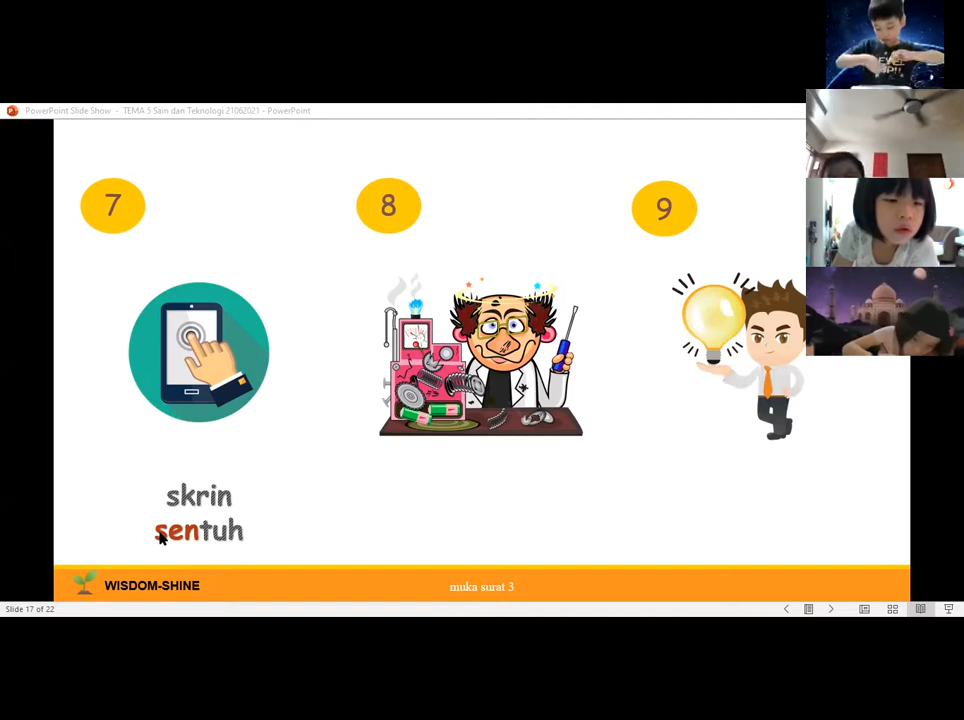 PowerPoint Slide Show - TEMA 5 Sain dan Teknologi 21062021 - PowerPoint
7
8
9
skrin
sentuh
WISDOM-SHINE
muka surat 3
Slide 17 of 22